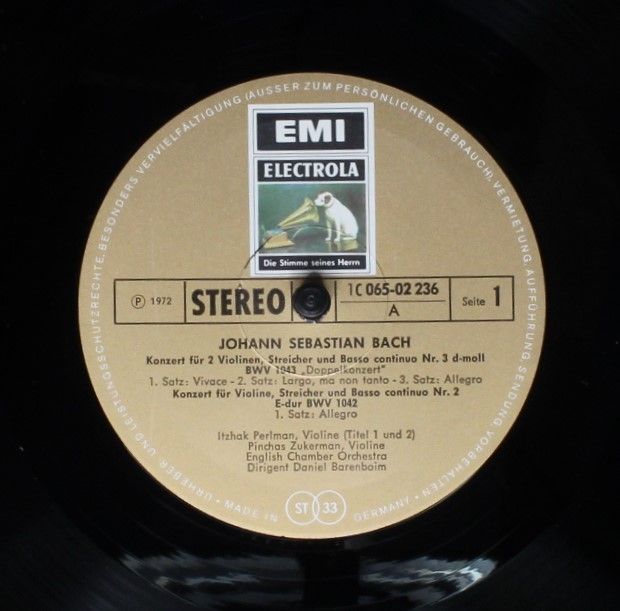 URHEBER- UND LEISTUNGSSCHUTZRECHTE, BESONDERS VERVIELFÄLTIGUNG (AUSSER ZUM PERSÖNLICHEN GEBRAUCH), VERMIETUNG, AUFFÜHRUNG, SENDUNG VORBEHALTEN
EMI
ELECTROLA
Die Stimme seines Herrn
Ⓟ 1972
STEREO
1 C 065-02 236
A
Seite 1
JOHANN SEBASTIAN BACH
Konzert für 2 Violinen, Streicher und Basso continuo Nr. 3 d-moll
BWV 1043 „Doppelkonzert"
1. Satz: Vivace - 2. Satz: Largo, ma non tanto - 3. Satz: Allegro
Konzert für Violine, Streicher und Basso continuo Nr. 2
E-dur BWV 1042
1. Satz: Allegro
Itzhak Perlman, Violine (Titel 1 und 2)
Pinchas Zukerman, Violine
English Chamber Orchestra
Dirigent Daniel Barenboim
• MADE IN GERMANY •
ST 33